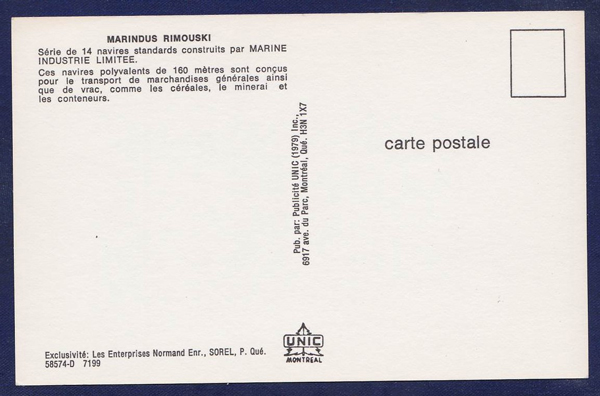 MARINDUS RIMOUSKI
Série de 14 navires standards construits par MARINE
INDUSTRIE LIMITEE.
Ces navires polyvalents de 160 mètres sont conçus
pour le transport de marchandises générales ainsi
que de vrac, comme les céréales, le minerai et
les conteneurs.
Pub. par: Publicité UNIC (1979) Inc.,
6917 ave. du Parc, Montréal, Qué. H3N 1X7
carte postale
UNIC
MONTREAL
Exclusivité: Les Enterprises Normand Enr., SOREL, P. Qué.
58574-D 7199